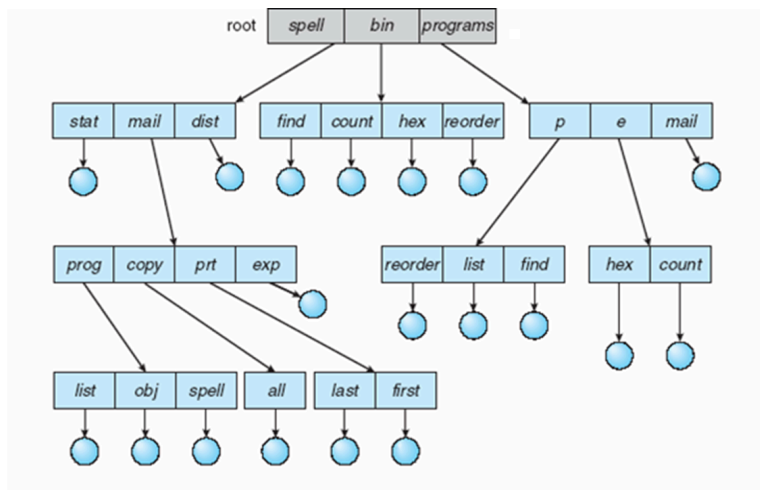 root spell bin programs
stat mail dist find count hex reorder p e mail
prog copy prt exp reorder list find hex count
list obj spell all last first